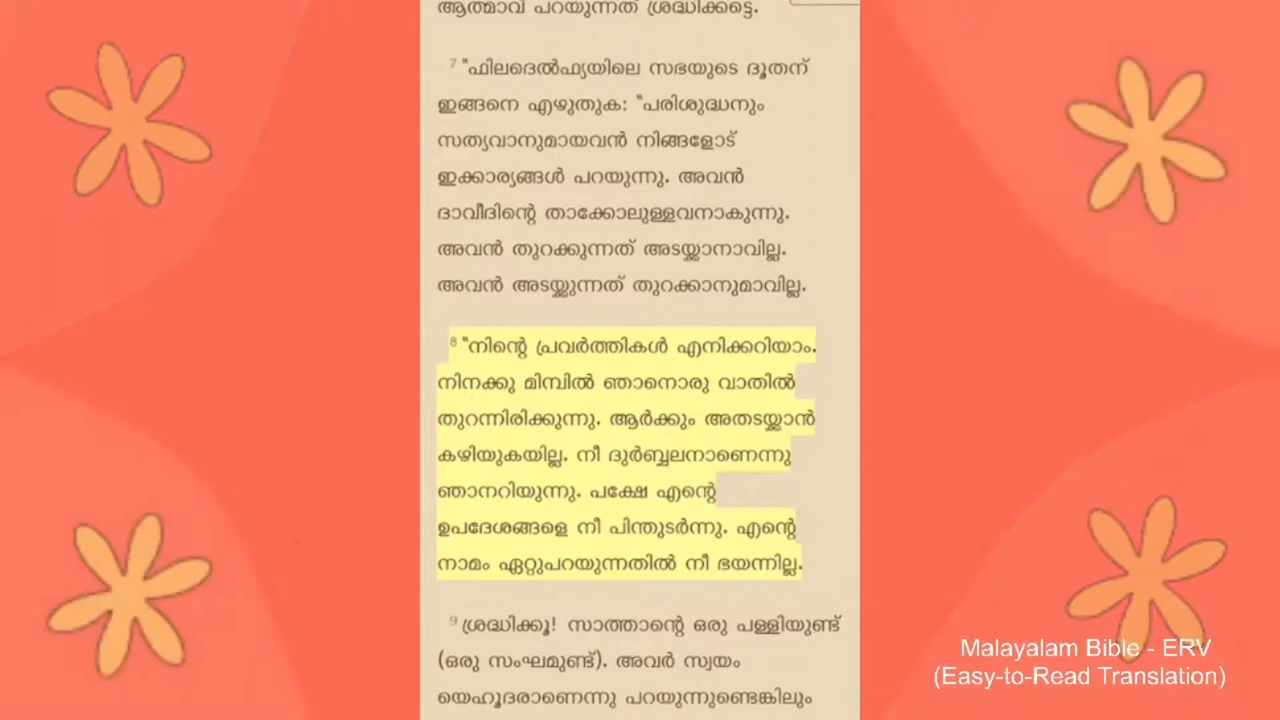 ആത്മാവ് പറയുന്നത് ശ്രദ്ധിക്കട്ടെ.
7 "ഫിലദെൽഫ്യയിലെ സഭയുടെ ദൂതന്
ഇങ്ങനെ എഴുതുക: "പരിശുദ്ധനും
സത്യവാനുമായവൻ നിങ്ങളോട്
ഇക്കാര്യങ്ങൾ പറയുന്നു. അവൻ
ദാവീദിന്റെ താക്കോലുള്ളവനാകുന്നു.
അവൻ തുറക്കുന്നത് അടയ്ക്കാനാവില്ല.
അവൻ അടയ്ക്കുന്നത് തുറക്കാനുമാവില്ല.
8 "നിന്റെ പ്രവർത്തികൾ എനിക്കറിയാം.
നിനക്കു മിമ്പിൽ ഞാനൊരു വാതിൽ
തുറന്നിരിക്കുന്നു. ആർക്കും അതടയ്ക്കാൻ
കഴിയുകയില്ല. നീ ദുർബ്ബലനാണെന്നു
ഞാനറിയുന്നു. പക്ഷേ എന്റെ
ഉപദേശങ്ങളെ നീ പിന്തുടർന്നു. എന്റെ
നാമം ഏറ്റുപറയുന്നതിൽ നീ ഭയന്നില്ല.
9 ശ്രദ്ധിക്കൂ! സാത്താന്റെ ഒരു പള്ളിയുണ്ട്
(ഒരു സംഘമുണ്ട്). അവർ സ്വയം
യെഹൂദരാണെന്നു പറയുന്നുണ്ടെങ്കിലും
Malayalam Bible - ERV
(Easy-to-Read Translation)